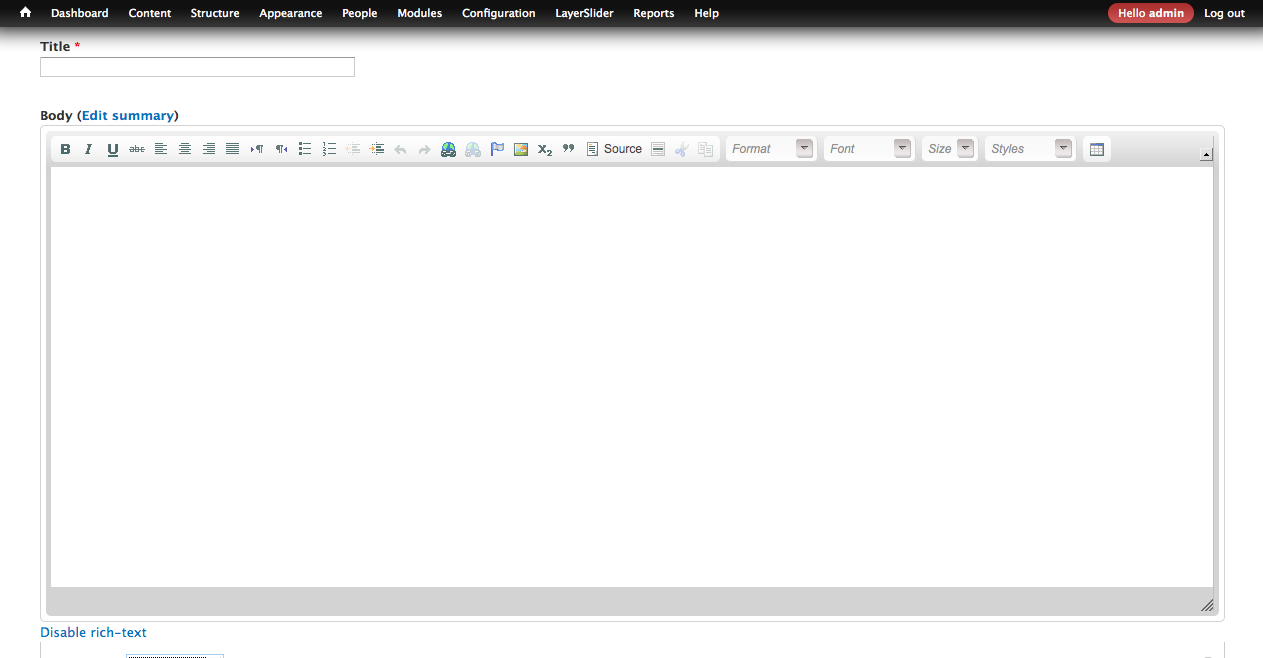 Dashboard Content Structure Appearance People Modules Configuration LayerSlider Reports Help Hello admin Log out
Title *
Body (Edit summary)
B I U abc X2 Source Format Font Size Styles
Disable rich-text